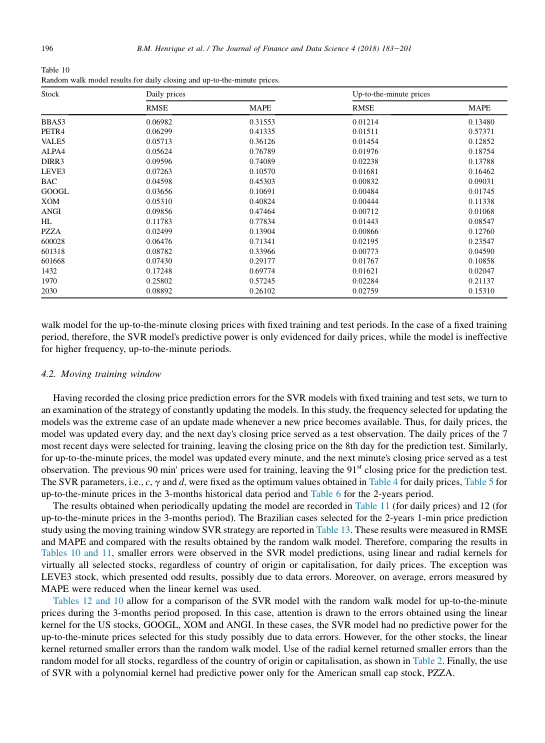 196 B.M. Henrique et al. / The Journal of Finance and Data Science 4 (2018) 183–201
Table 10
Random walk model results for daily closing and up-to-the-minute prices.
Stock Daily prices Up-to-the-minute prices
RMSE MAPE RMSE MAPE
BBAS3 0.06982 0.31553 0.01214 0.13480
PETR4 0.06299 0.41335 0.01511 0.57371
VALE5 0.05713 0.36126 0.01454 0.12852
ALPA4 0.05624 0.76789 0.01976 0.18754
DIRR3 0.09596 0.74089 0.02238 0.13788
LEVE3 0.07263 0.10570 0.01681 0.16462
BAC 0.04598 0.45303 0.00832 0.09031
GOOGL 0.03656 0.10691 0.00484 0.01745
XOM 0.05310 0.40824 0.00444 0.11338
ANGI 0.09856 0.47464 0.00712 0.01068
HL 0.11783 0.77834 0.01443 0.08547
PZZA 0.02499 0.13904 0.00866 0.12760
600028 0.06476 0.71341 0.02195 0.23547
601318 0.08782 0.33966 0.00773 0.04590
601668 0.07430 0.29177 0.01767 0.10858
1432 0.17248 0.69774 0.01621 0.02047
1970 0.25802 0.57245 0.02284 0.21137
2030 0.08892 0.26102 0.02759 0.15310
walk model for the up-to-the-minute closing prices with fixed training and test periods. In the case of a fixed training
period, therefore, the SVR model's predictive power is only evidenced for daily prices, while the model is ineffective
for higher frequency, up-to-the-minute periods.
4.2. Moving training window
Having recorded the closing price prediction errors for the SVR models with fixed training and test sets, we turn to
an examination of the strategy of constantly updating the models. In this study, the frequency selected for updating the
models was the extreme case of an update made whenever a new price becomes available. Thus, for daily prices, the
model was updated every day, and the next day's closing price served as a test observation. The daily prices of the 7
most recent days were selected for training, leaving the closing price on the 8th day for the prediction test. Similarly,
for up-to-the-minute prices, the model was updated every minute, and the next minute's closing price served as a test
observation. The previous 90 min' prices were used for training, leaving the 91st closing price for the prediction test.
The SVR parameters, i.e., c, γ and d, were fixed as the optimum values obtained in Table 4 for daily prices, Table 5 for
up-to-the-minute prices in the 3-months historical data period and Table 6 for the 2-years period.
The results obtained when periodically updating the model are recorded in Table 11 (for daily prices) and 12 (for
up-to-the-minute prices in the 3-months period). The Brazilian cases selected for the 2-years 1-min price prediction
study using the moving training window SVR strategy are reported in Table 13. These results were measured in RMSE
and MAPE and compared with the results obtained by the random walk model. Therefore, comparing the results in
Tables 10 and 11, smaller errors were observed in the SVR model predictions, using linear and radial kernels for
virtually all selected stocks, regardless of country of origin or capitalisation, for daily prices. The exception was
LEVE3 stock, which presented odd results, possibly due to data errors. Moreover, on average, errors measured by
MAPE were reduced when the linear kernel was used.
Tables 12 and 10 allow for a comparison of the SVR model with the random walk model for up-to-the-minute
prices during the 3-months period proposed. In this case, attention is drawn to the errors obtained using the linear
kernel for the US stocks, GOOGL, XOM and ANGI. In these cases, the SVR model had no predictive power for the
up-to-the-minute prices selected for this study possibly due to data errors. However, for the other stocks, the linear
kernel returned smaller errors than the random walk model. Use of the radial kernel returned smaller errors than the
random model for all stocks, regardless of the country of origin or capitalisation, as shown in Table 2. Finally, the use
of SVR with a polynomial kernel had predictive power only for the American small cap stock, PZZA.